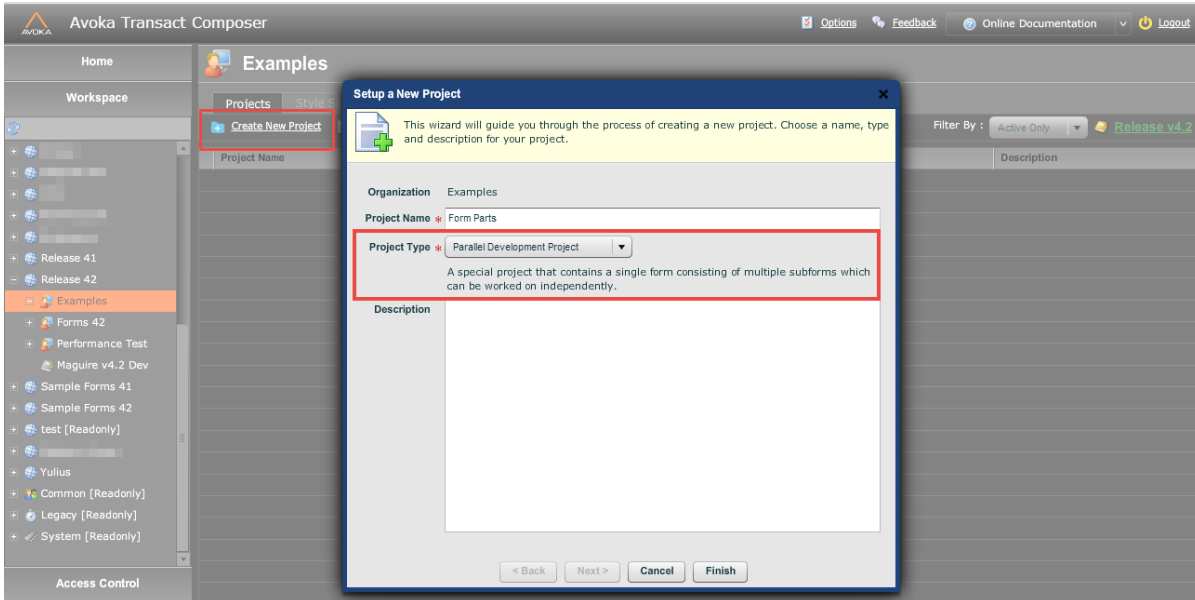 AVOKA
Avoka Transact Composer
Options
Feedback
Online Documentation
Logout
Home
Workspace
Release 41
Release 42
Examples
Forms 42
Performance Test
Maguire v4.2 Dev
Sample Forms 41
Sample Forms 42
test [Readonly]
Yulius
Common [Readonly]
Legacy [Readonly]
System [Readonly]
Access Control
Examples
Projects
Style S
Create New Project
Filter By :
Active Only
Release v4.2
Project Name
Description
Setup a New Project
This wizard will guide you through the process of creating a new project. Choose a name, type
and description for your project.
Organization Examples
Project Name * Form Parts
Project Type * Parallel Development Project
A special project that contains a single form consisting of multiple subforms which
can be worked on independently.
Description
< Back
Next >
Cancel
Finish